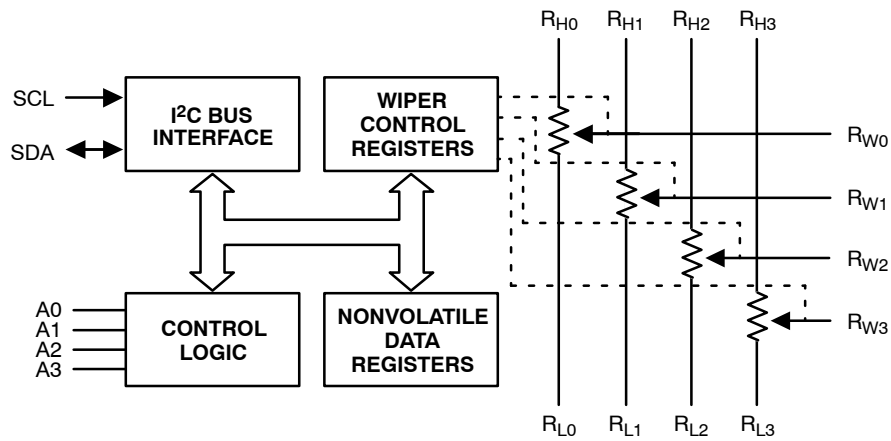 R_H0 R_H1 R_H2 R_H3
SCL
SDA
I²C BUS
INTERFACE
WIPER
CONTROL
REGISTERS
R_W0
R_W1
R_W2
R_W3
A0
A1
A2
A3
CONTROL
LOGIC
NONVOLATILE
DATA
REGISTERS
R_L0 R_L1 R_L2 R_L3